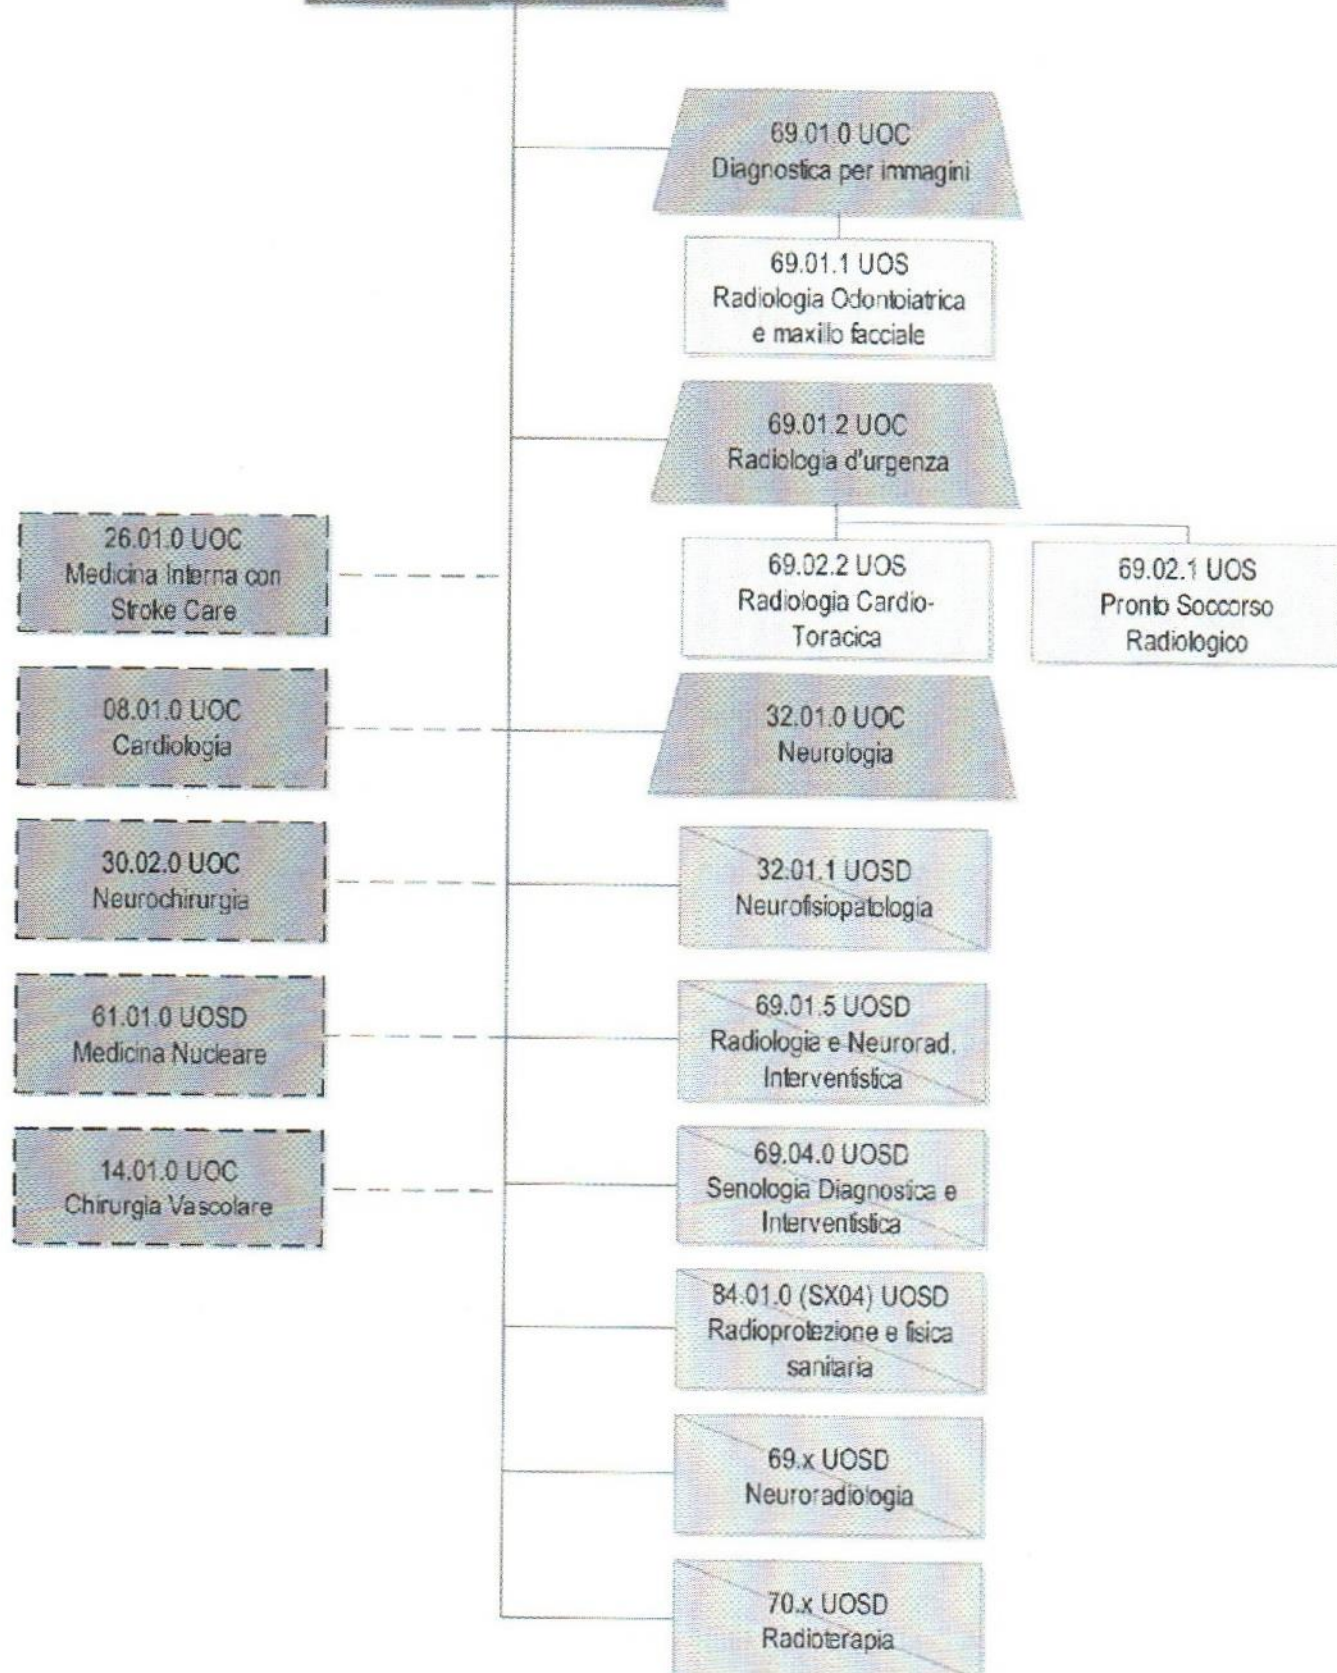 69.01.0 UOC
Diagnostica per immagini
69.01.1 UOS
Radiologia Odontoiatrica
e maxillo facciale
69.01.2 UOC
Radiologia d'urgenza
69.02.2 UOS
Radiologia Cardio-
Toracica
69.02.1 UOS
Pronto Soccorso
Radiologico
26.01.0 UOC
Medicina Interna con
Stroke Care
08.01.0 UOC
Cardiologia
32.01.0 UOC
Neurologia
30.02.0 UOC
Neurochirurgia
32.01.1 UOSD
Neurofisiopatologia
61.01.0 UOSD
Medicina Nucleare
69.01.5 UOSD
Radiologia e Neurorad.
Interventistica
14.01.0 UOC
Chirurgia Vascolare
69.04.0 UOSD
Senologia Diagnostica e
Interventistica
84.01.0 (SX04) UOSD
Radioprotezione e fisica
sanitaria
69.x UOSD
Neuroradiologia
70.x UOSD
Radioterapia